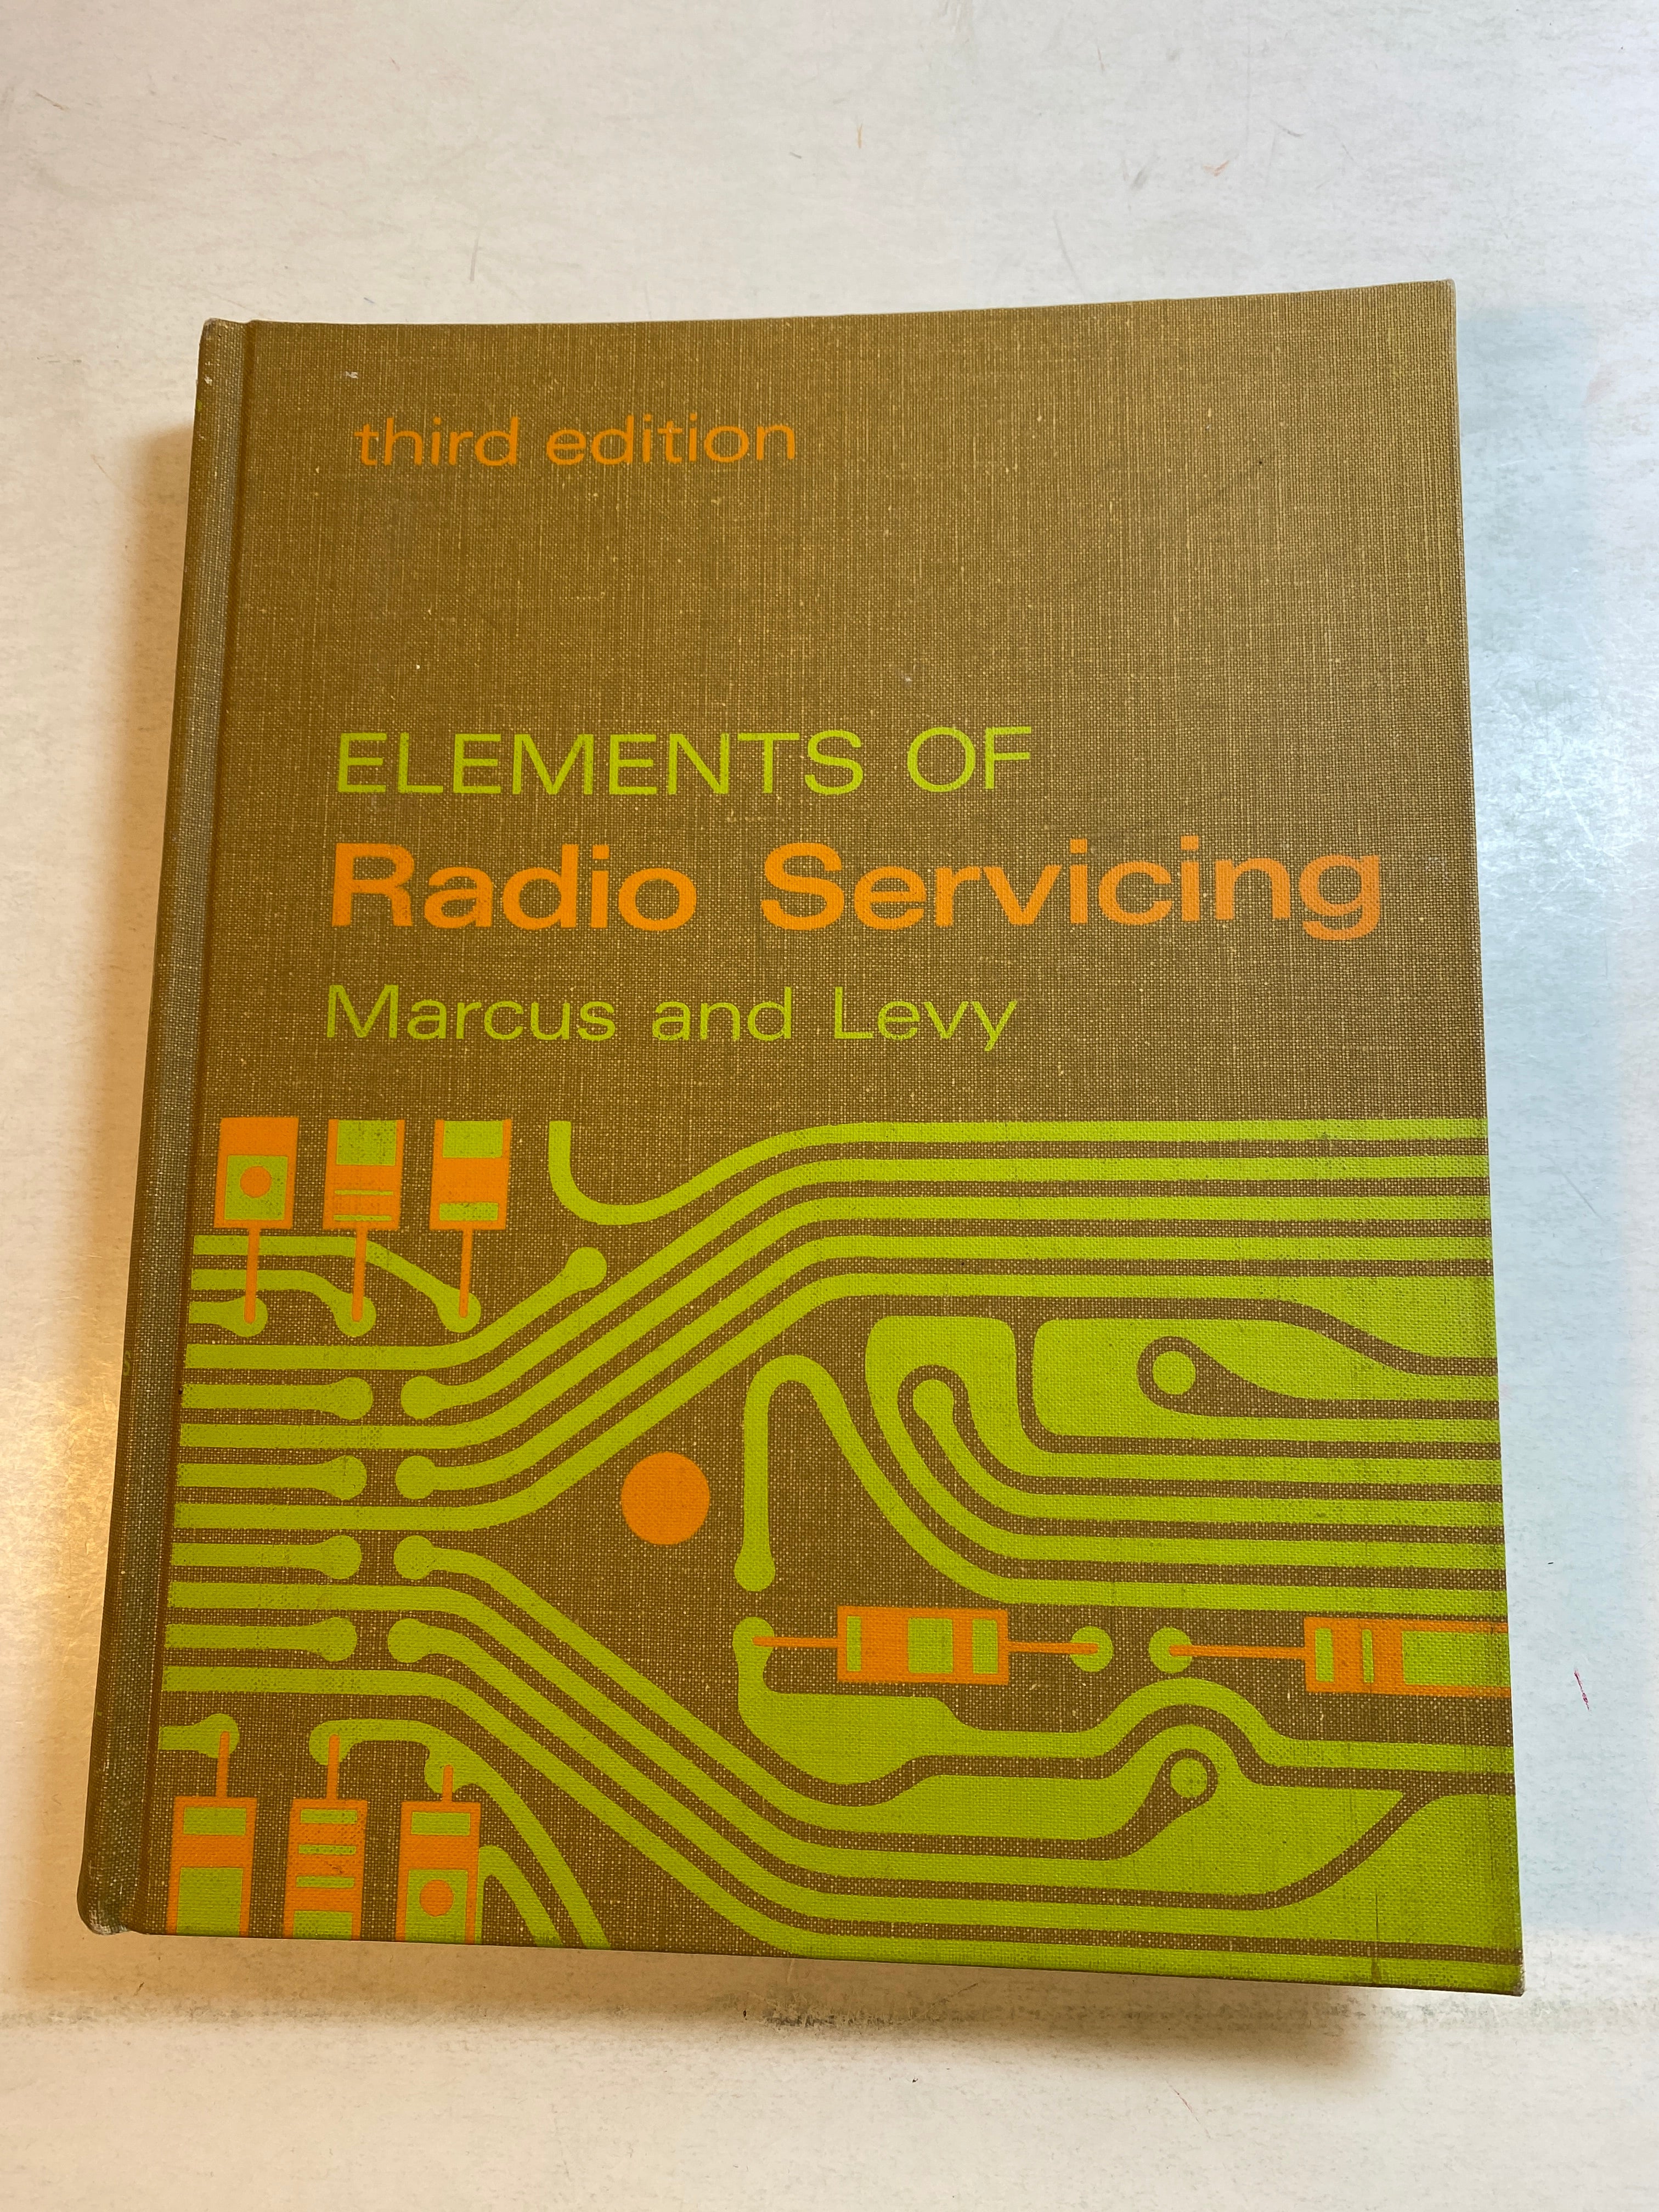 third edition
ELEMENTS OF
Radio Servicing
Marcus and Levy